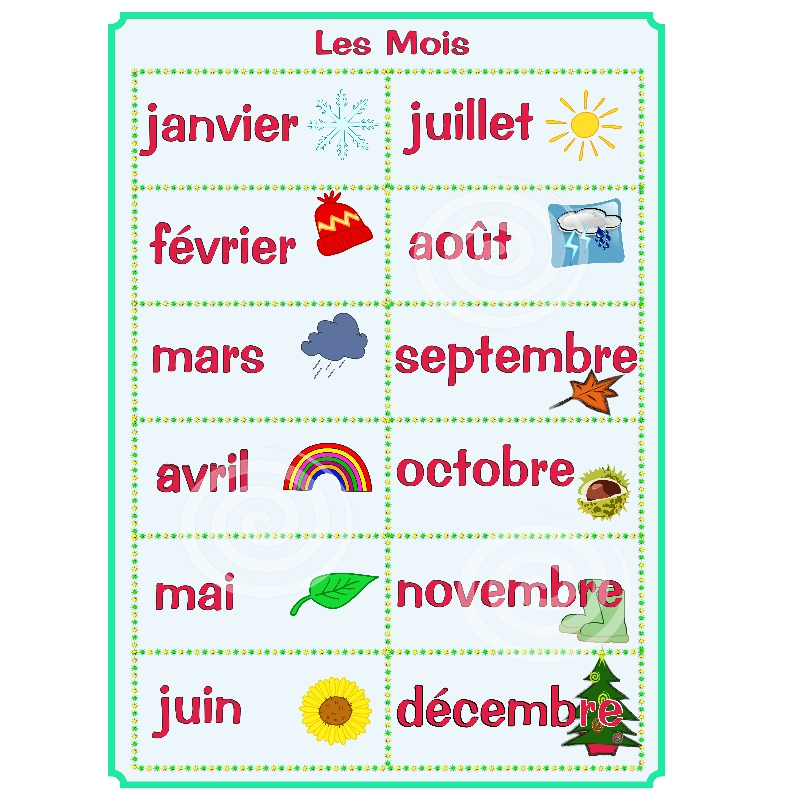 Les Mois
janvier
février
mars
avril
mai
juin
juillet
août
septembre
octobre
novembre
décembre